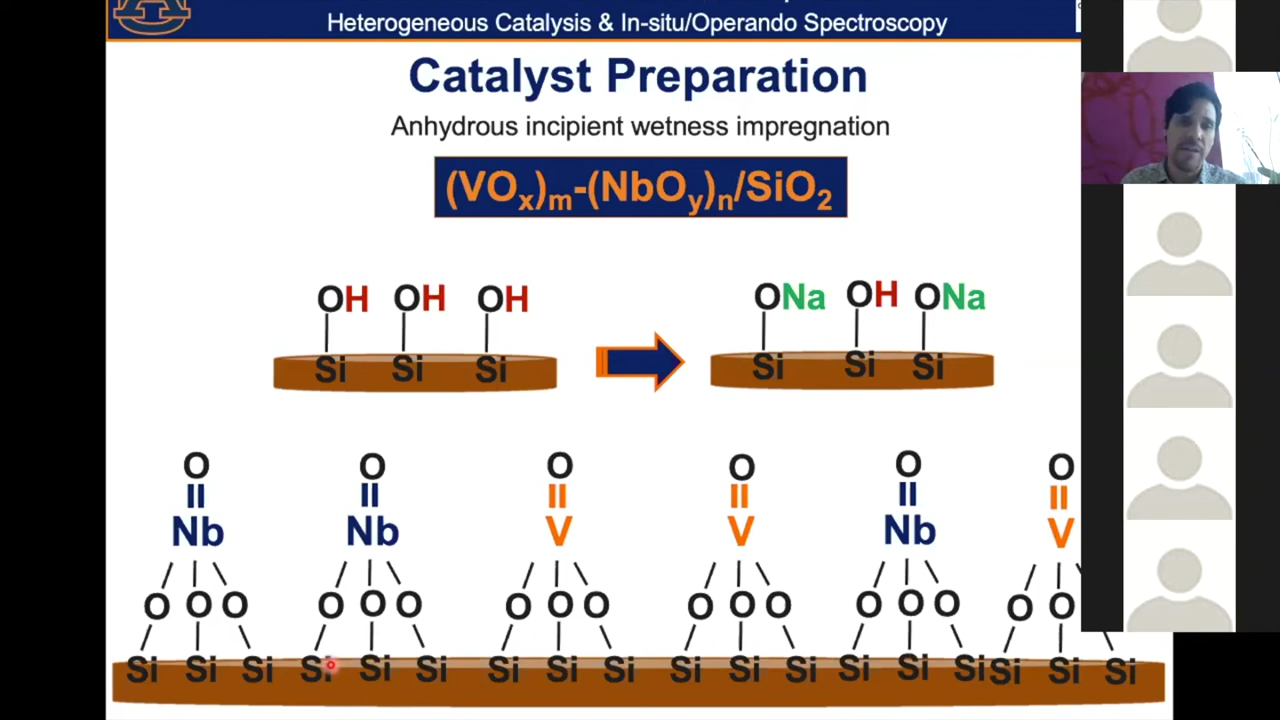 Heterogeneous Catalysis & In-situ/Operando Spectroscopy
Catalyst Preparation
Anhydrous incipient wetness impregnation
(VOₓ)ₘ-(NbOᵧ)ₙ/SiO₂
OH OH OH
Si Si Si
ONa OH ONa
Si Si Si
O O O O O O
Nb Nb V V Nb V
O O O O O O O O O O O O O O O O O
Si Si Si Si Si Si Si Si Si Si Si Si Si Si Si Si Si Si